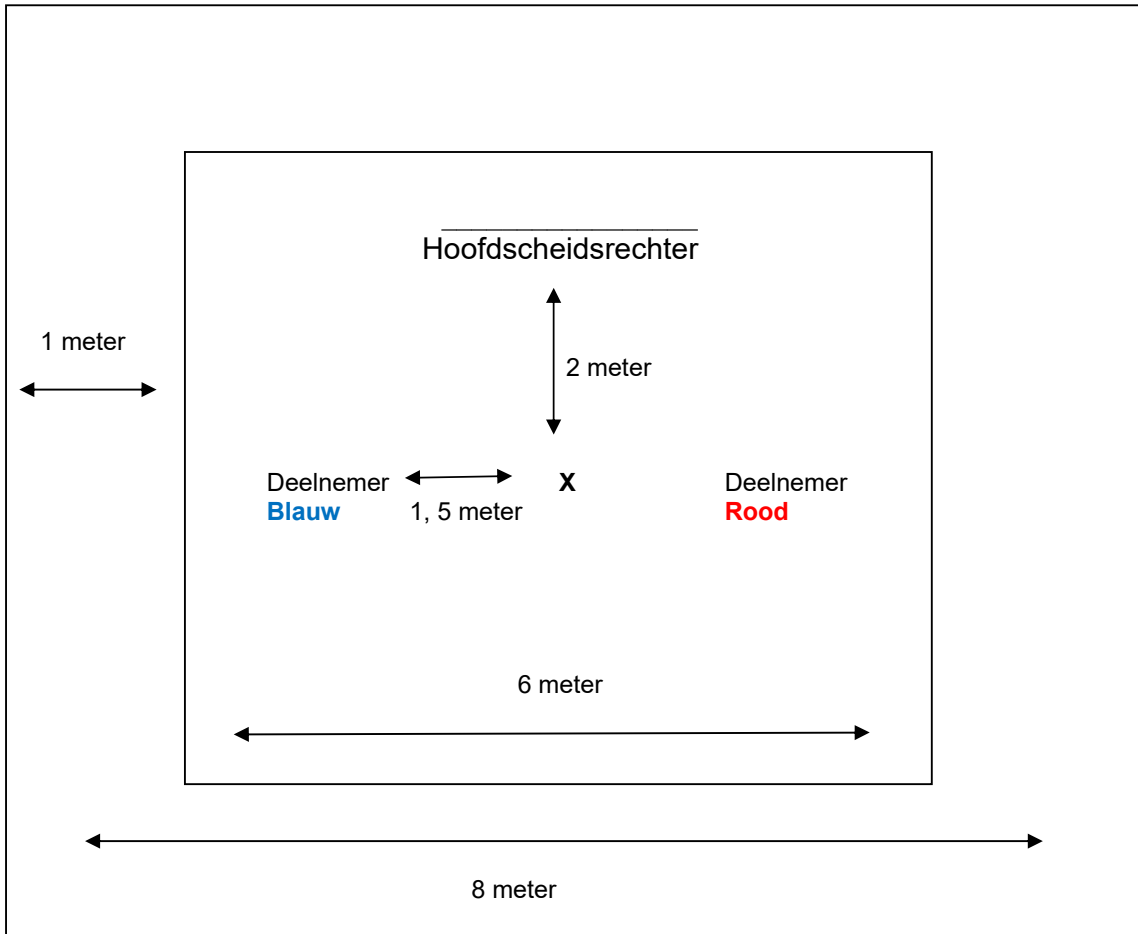 Hoofdscheidsrechter
1 meter
2 meter
Deelnemer
Blauw
1, 5 meter
X
Deelnemer
Rood
6 meter
8 meter